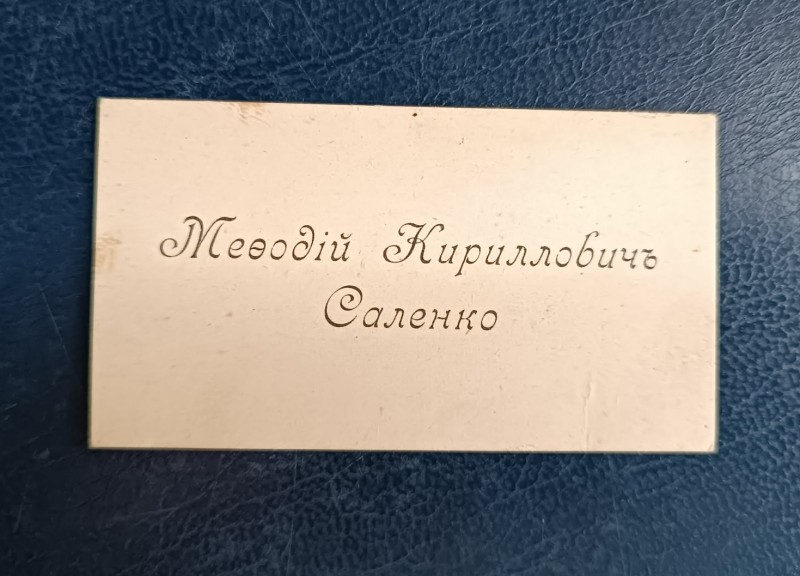 Меѳодій Кирилловичъ
Саленко